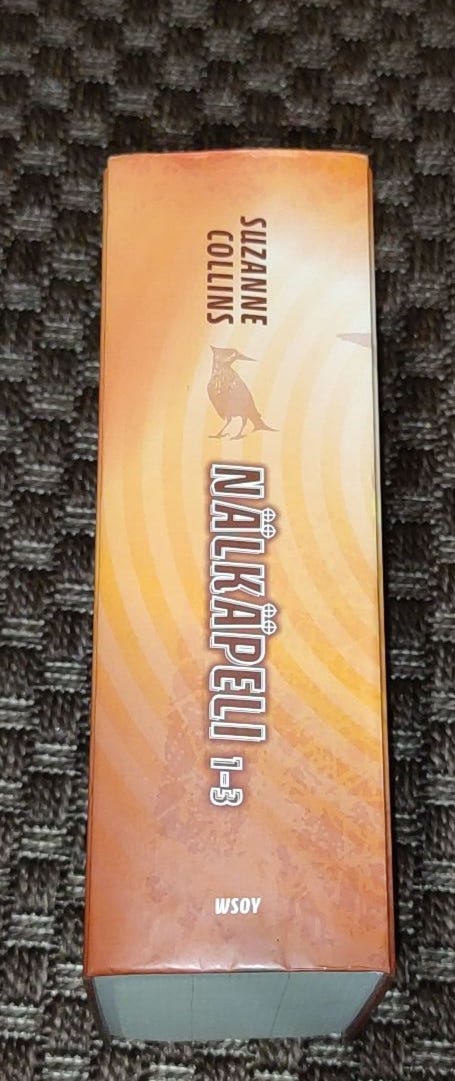 SUZANNE
COLLINS
NÄLKÄPELI 1-3
WSOY